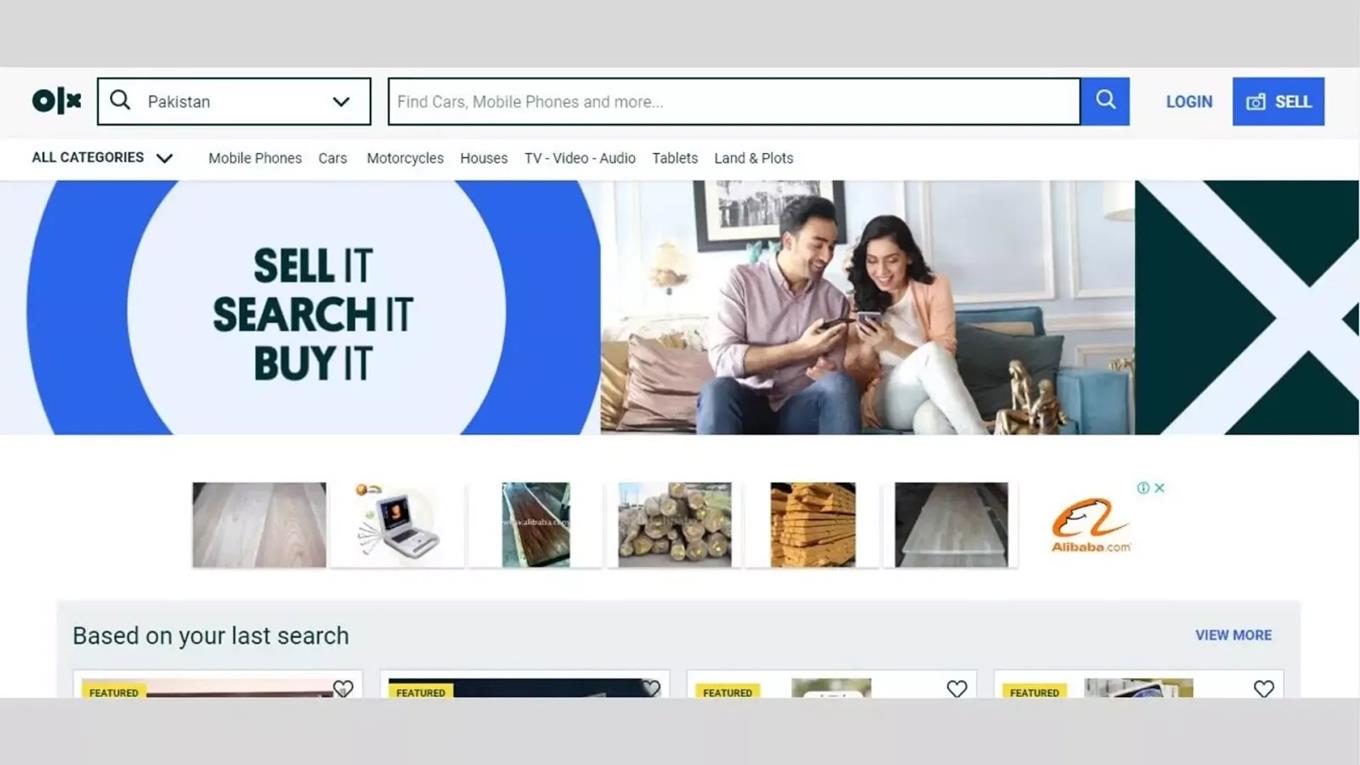 olx
Pakistan
Find Cars, Mobile Phones and more...
LOGIN
SELL
ALL CATEGORIES
Mobile Phones
Cars
Motorcycles
Houses
TV - Video - Audio
Tablets
Land & Plots
SELL IT
SEARCH IT
BUY IT
Alibaba.com
Based on your last search
VIEW MORE
FEATURED
FEATURED
FEATURED
FEATURED